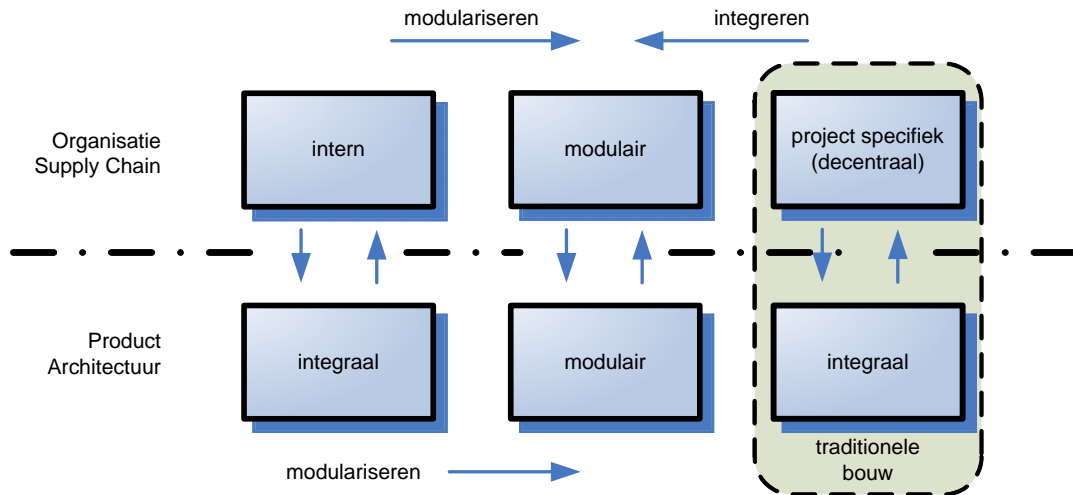 modulariseren
integreren
Organisatie
Supply Chain
intern
modulair
project specifiek
(decentraal)
Product
Architectuur
integraal
modulair
integraal
traditionele
bouw
modulariseren